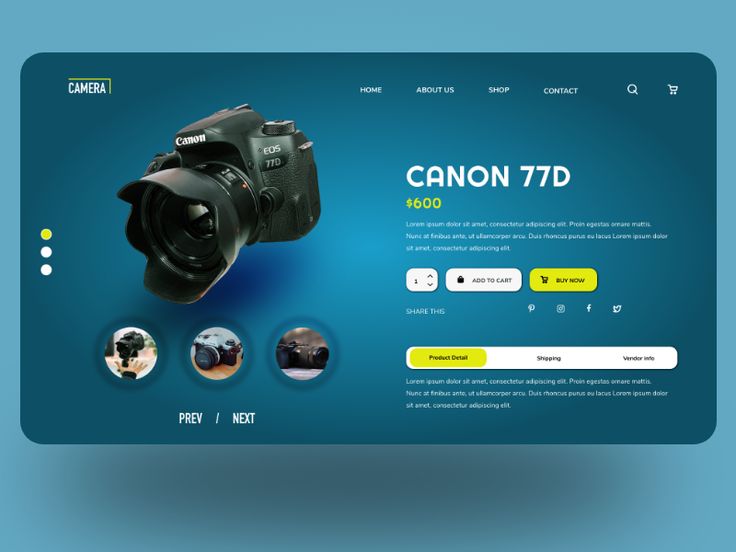 CAMERA
HOME
ABOUT US
SHOP
CONTACT
Canon
EOS
77D
CANON 77D
$600
Lorem ipsum dolor sit amet, consectetur adipiscing elit. Proin egestas ornare mattis.
Nunc at finibus ante, ut ullamcorper arcu. Duis rhoncus purus eu lacus Lorem ipsum dolor
sit amet, consectetur adipiscing elit.
1
ADD TO CART
BUY NOW
SHARE THIS
Product Detail
Shipping
Vendor info
Lorem ipsum dolor sit amet, consectetur adipiscing elit. Proin egestas ornare mattis.
Nunc at finibus ante, ut ullamcorper arcu. Duis rhoncus purus eu lacus Lorem ipsum dolor
sit amet, consectetur adipiscing elit.
PREV / NEXT